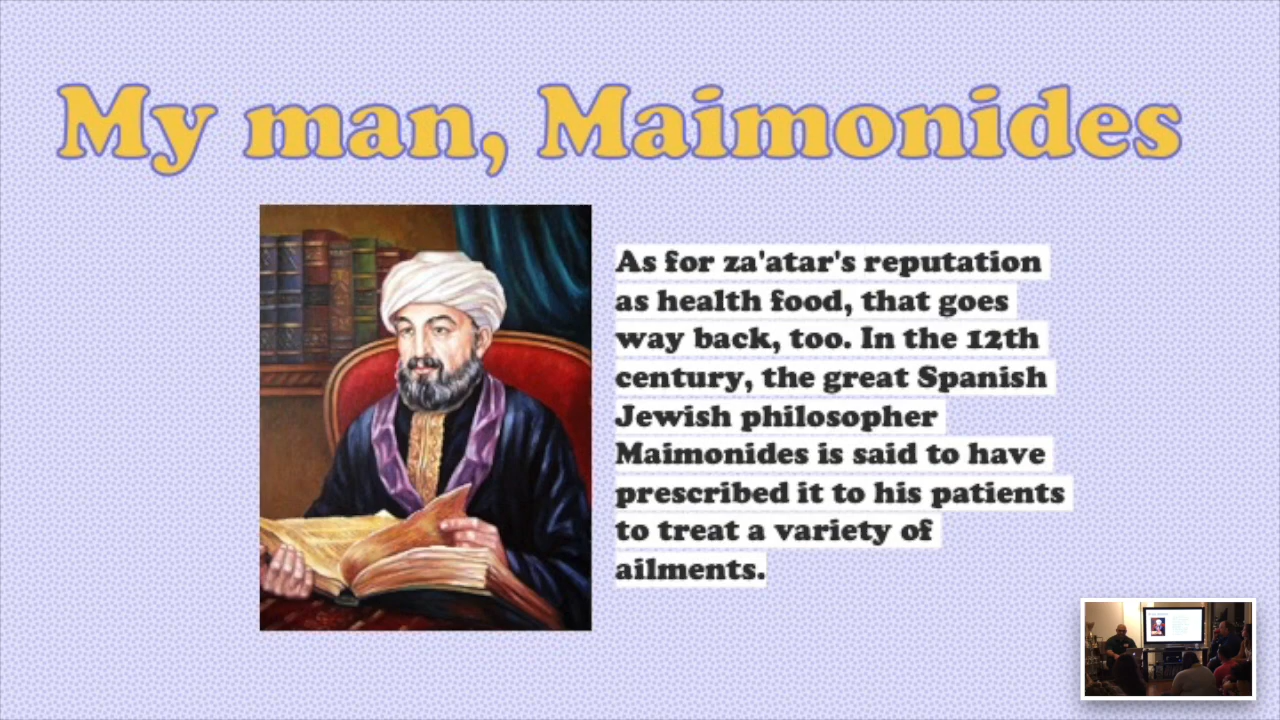 My man, Maimonides
As for za'atar's reputation
as health food, that goes
way back, too. In the 12th
century, the great Spanish
Jewish philosopher
Maimonides is said to have
prescribed it to his patients
to treat a variety of
ailments.